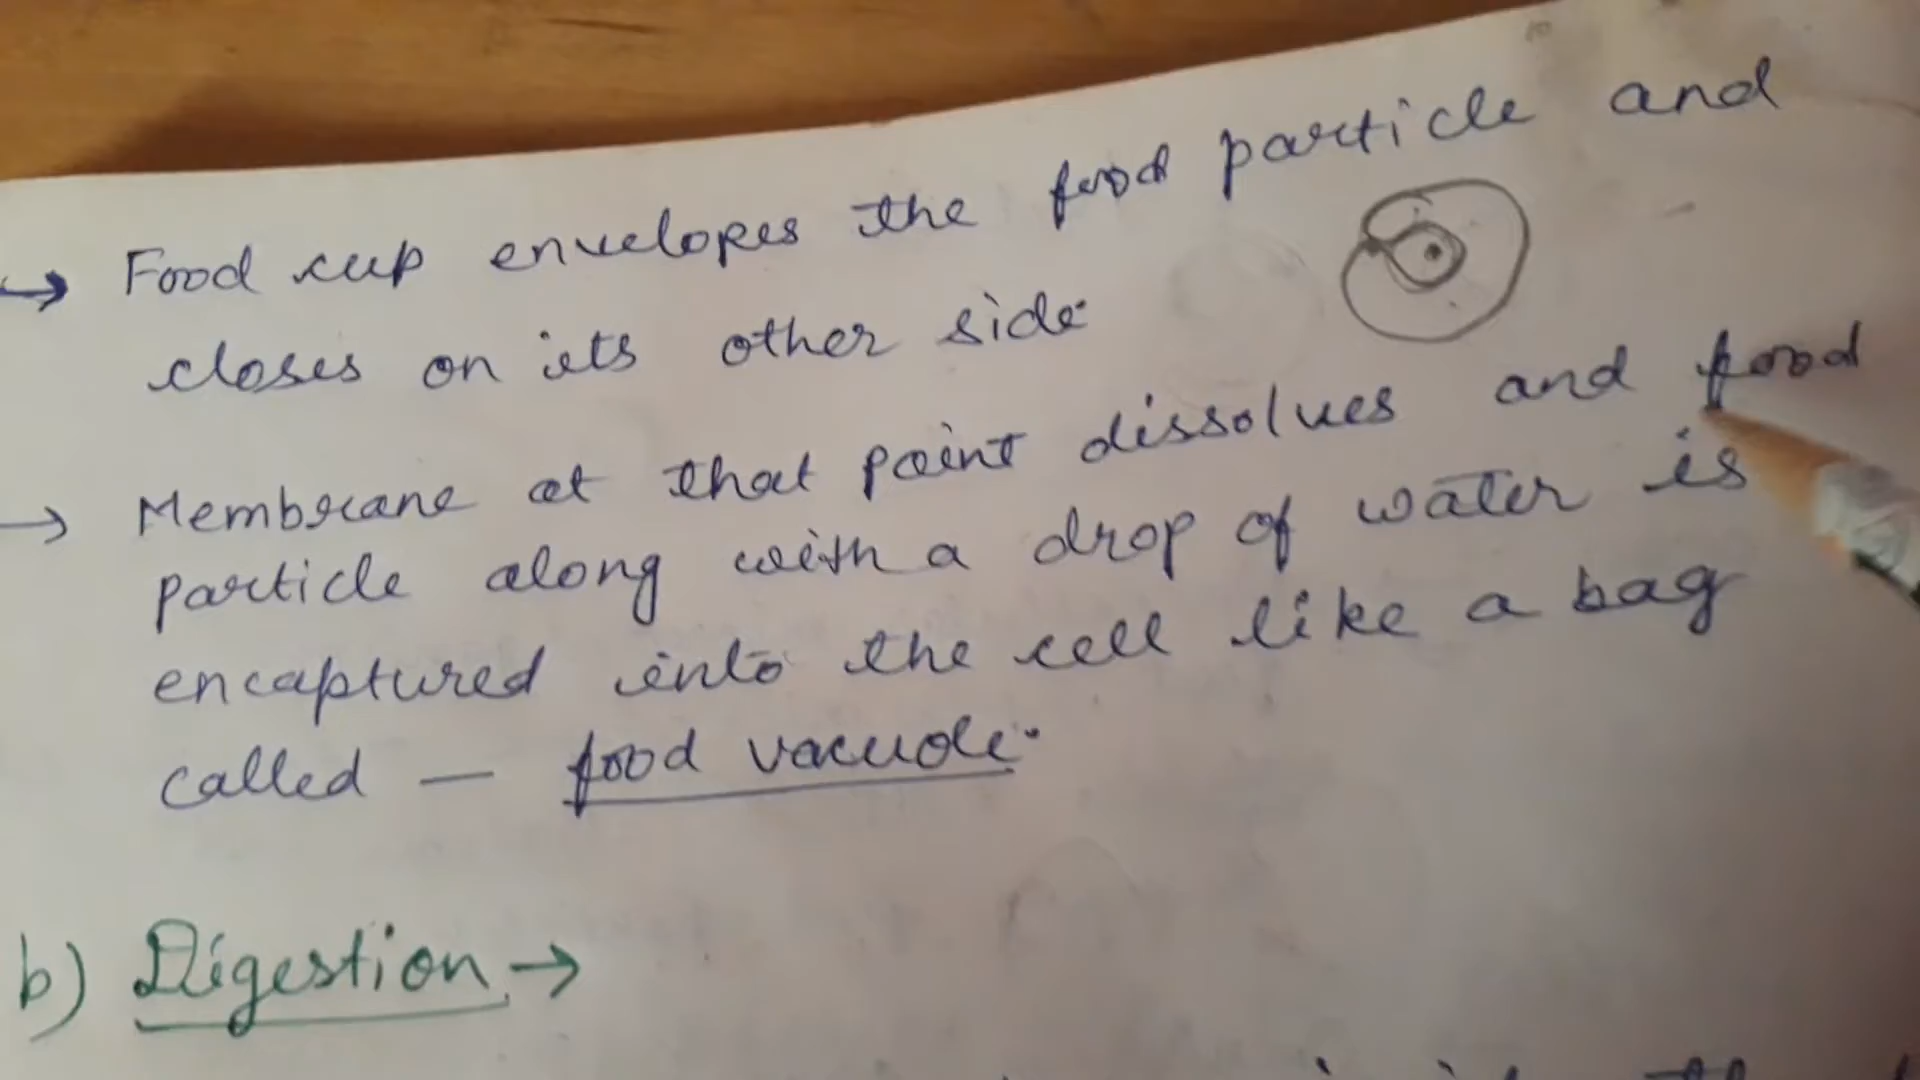 → Food cup envelopes the food particle and
closes on its other side.
→ Membrane at that point dissolves and food
particle along with a drop of water is
encaptured into the cell like a bag
called — food vacuole.
b) Digestion →